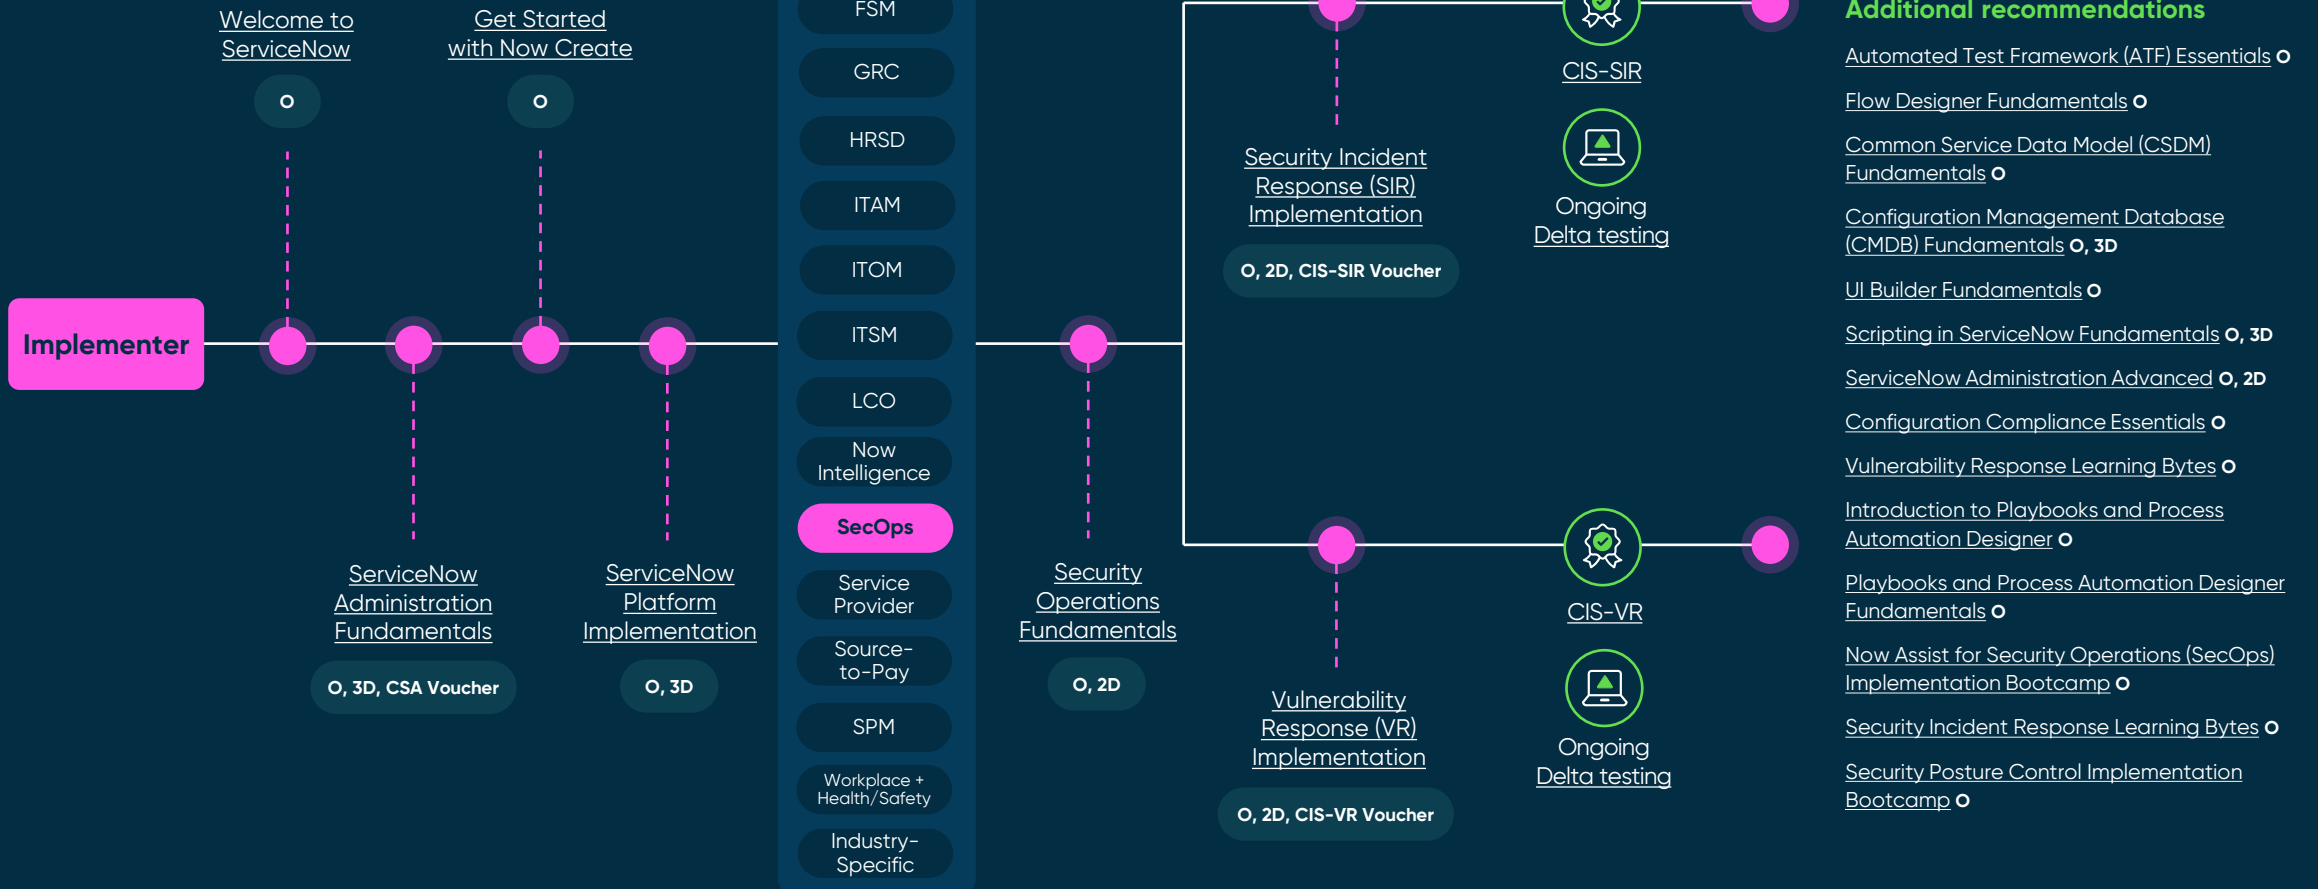 Welcome to
ServiceNow
O
Get Started
with Now Create
O
Implementer
ServiceNow
Administration
Fundamentals
O, 3D, CSA Voucher
ServiceNow
Platform
Implementation
O, 3D
FSM
GRC
HRSD
ITAM
ITOM
ITSM
LCO
Now
Intelligence
SecOps
Service
Provider
Source-
to-Pay
SPM
Workplace +
Health/Safety
Industry-
Specific
Security
Operations
Fundamentals
O, 2D
Security Incident
Response (SIR)
Implementation
O, 2D, CIS-SIR Voucher
CIS-SIR
Ongoing
Delta testing
Vulnerability
Response (VR)
Implementation
O, 2D, CIS-VR Voucher
CIS-VR
Ongoing
Delta testing
Additional recommendations
Automated Test Framework (ATF) Essentials O
Flow Designer Fundamentals O
Common Service Data Model (CSDM)
Fundamentals O
Configuration Management Database
(CMDB) Fundamentals O, 3D
UI Builder Fundamentals O
Scripting in ServiceNow Fundamentals O, 3D
ServiceNow Administration Advanced O, 2D
Configuration Compliance Essentials O
Vulnerability Response Learning Bytes O
Introduction to Playbooks and Process
Automation Designer O
Playbooks and Process Automation Designer
Fundamentals O
Now Assist for Security Operations (SecOps)
Implementation Bootcamp O
Security Incident Response Learning Bytes O
Security Posture Control Implementation
Bootcamp O